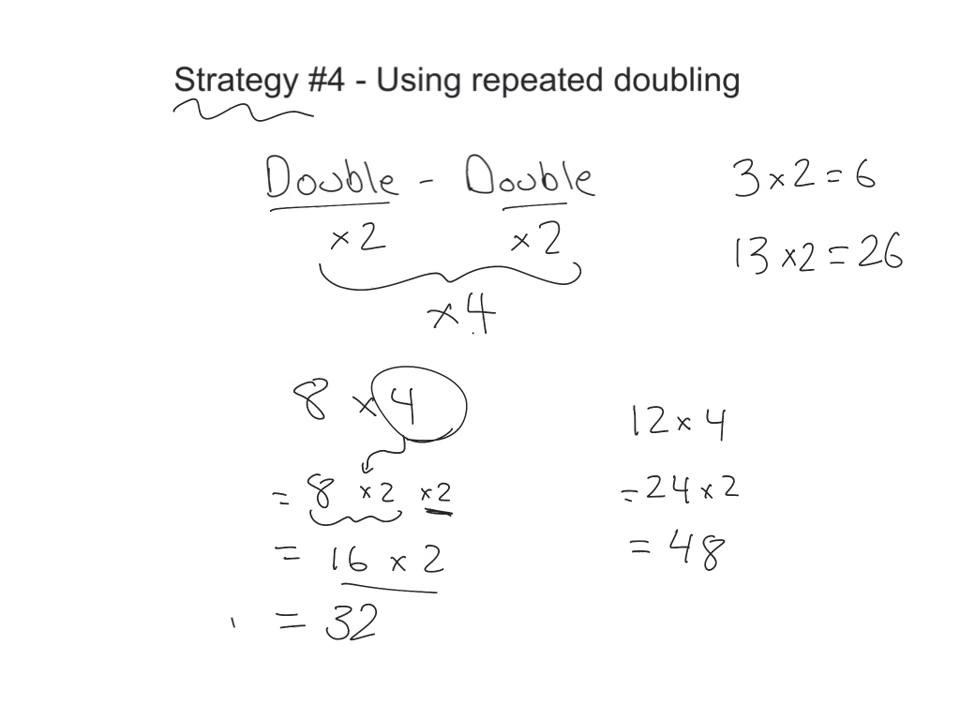 Strategy #4 - Using repeated doubling
Double - Double
×2 ×2
×4
3×2=6
13×2=26
8 ×4
= 8 ×2 ×2
= 16 × 2
= 32
12×4
=24×2
= 48